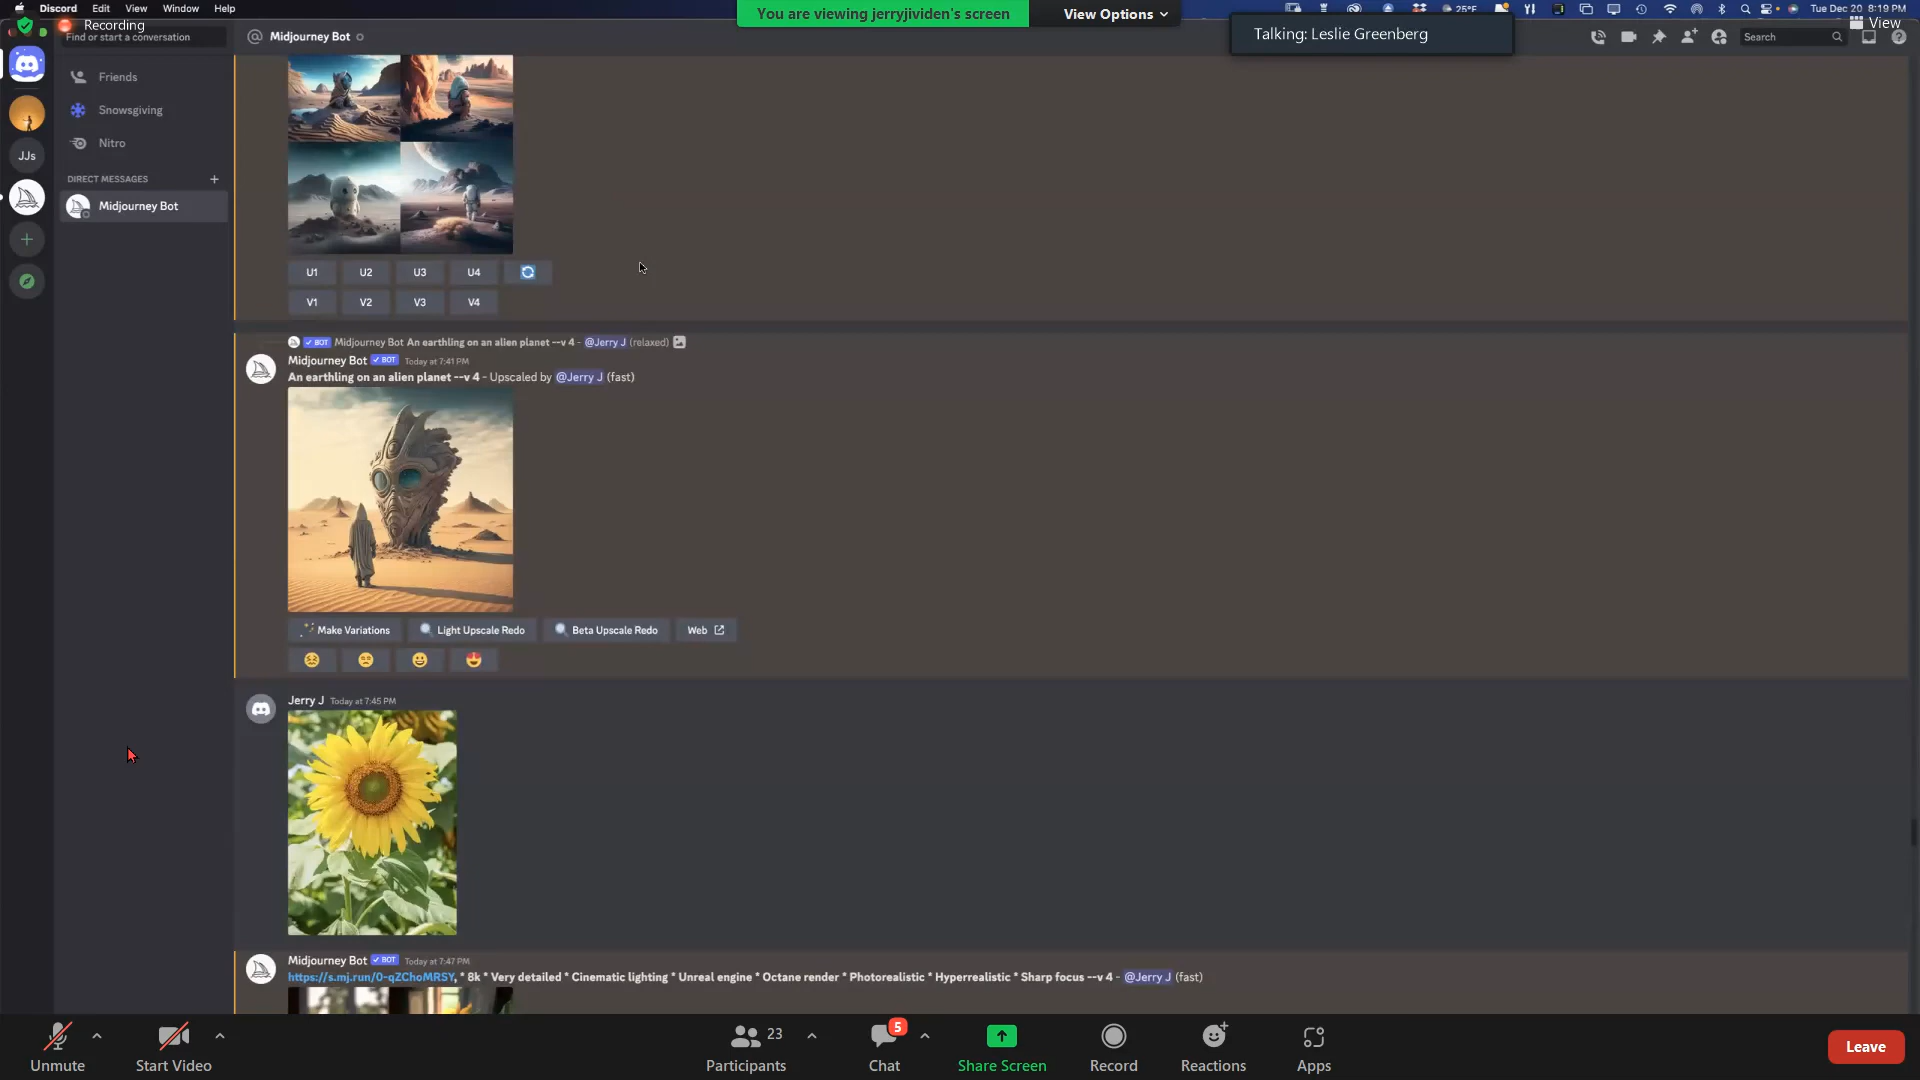 Discord Edit View Window Help
You are viewing jerryjividen's screen
View Options
25°F
Tue Dec 20 8:19 PM
Recording
View
Talking: Leslie Greenberg
Find or start a conversation
Midjourney Bot
Search
Friends
Snowsgiving
Nitro
JJs
DIRECT MESSAGES
Midjourney Bot
U1 U2 U3 U4
V1 V2 V3 V4
BOT Midjourney Bot An earthling on an alien planet --v 4 - @Jerry J (relaxed)
Midjourney Bot BOT Today at 7:41 PM
An earthling on an alien planet --v 4 - Upscaled by @Jerry J (fast)
Make Variations Light Upscale Redo Beta Upscale Redo Web
Jerry J Today at 7:45 PM
Midjourney Bot BOT Today at 7:47 PM
https://s.mj.run/0-qZChoMRSY, * 8k * Very detailed * Cinematic lighting * Unreal engine * Octane render * Photorealistic * Hyperrealistic * Sharp focus --v 4 - @Jerry J (fast)
23
5
Unmute
Start Video
Participants
Chat
Share Screen
Record
Reactions
Apps
Leave